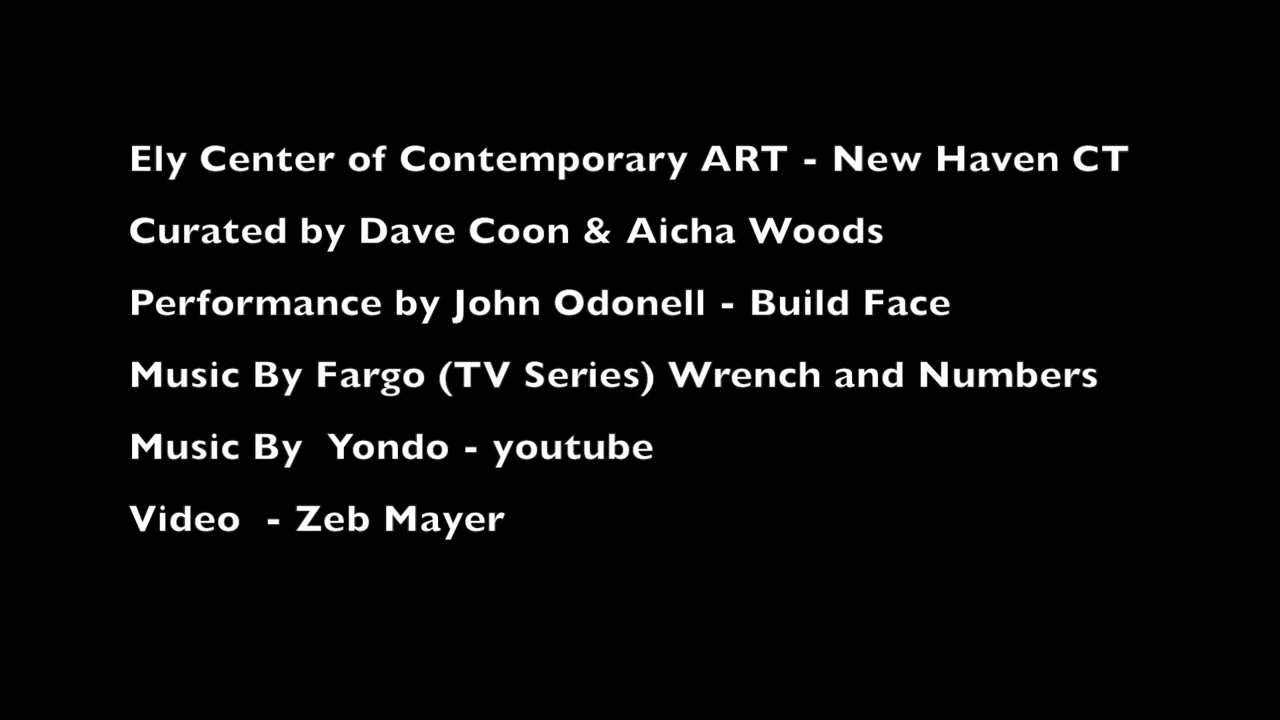 Ely Center of Contemporary ART - New Haven CT
Curated by Dave Coon & Aicha Woods
Performance by John Odonell - Build Face
Music By Fargo (TV Series) Wrench and Numbers
Music By  Yondo - youtube
Video  - Zeb Mayer